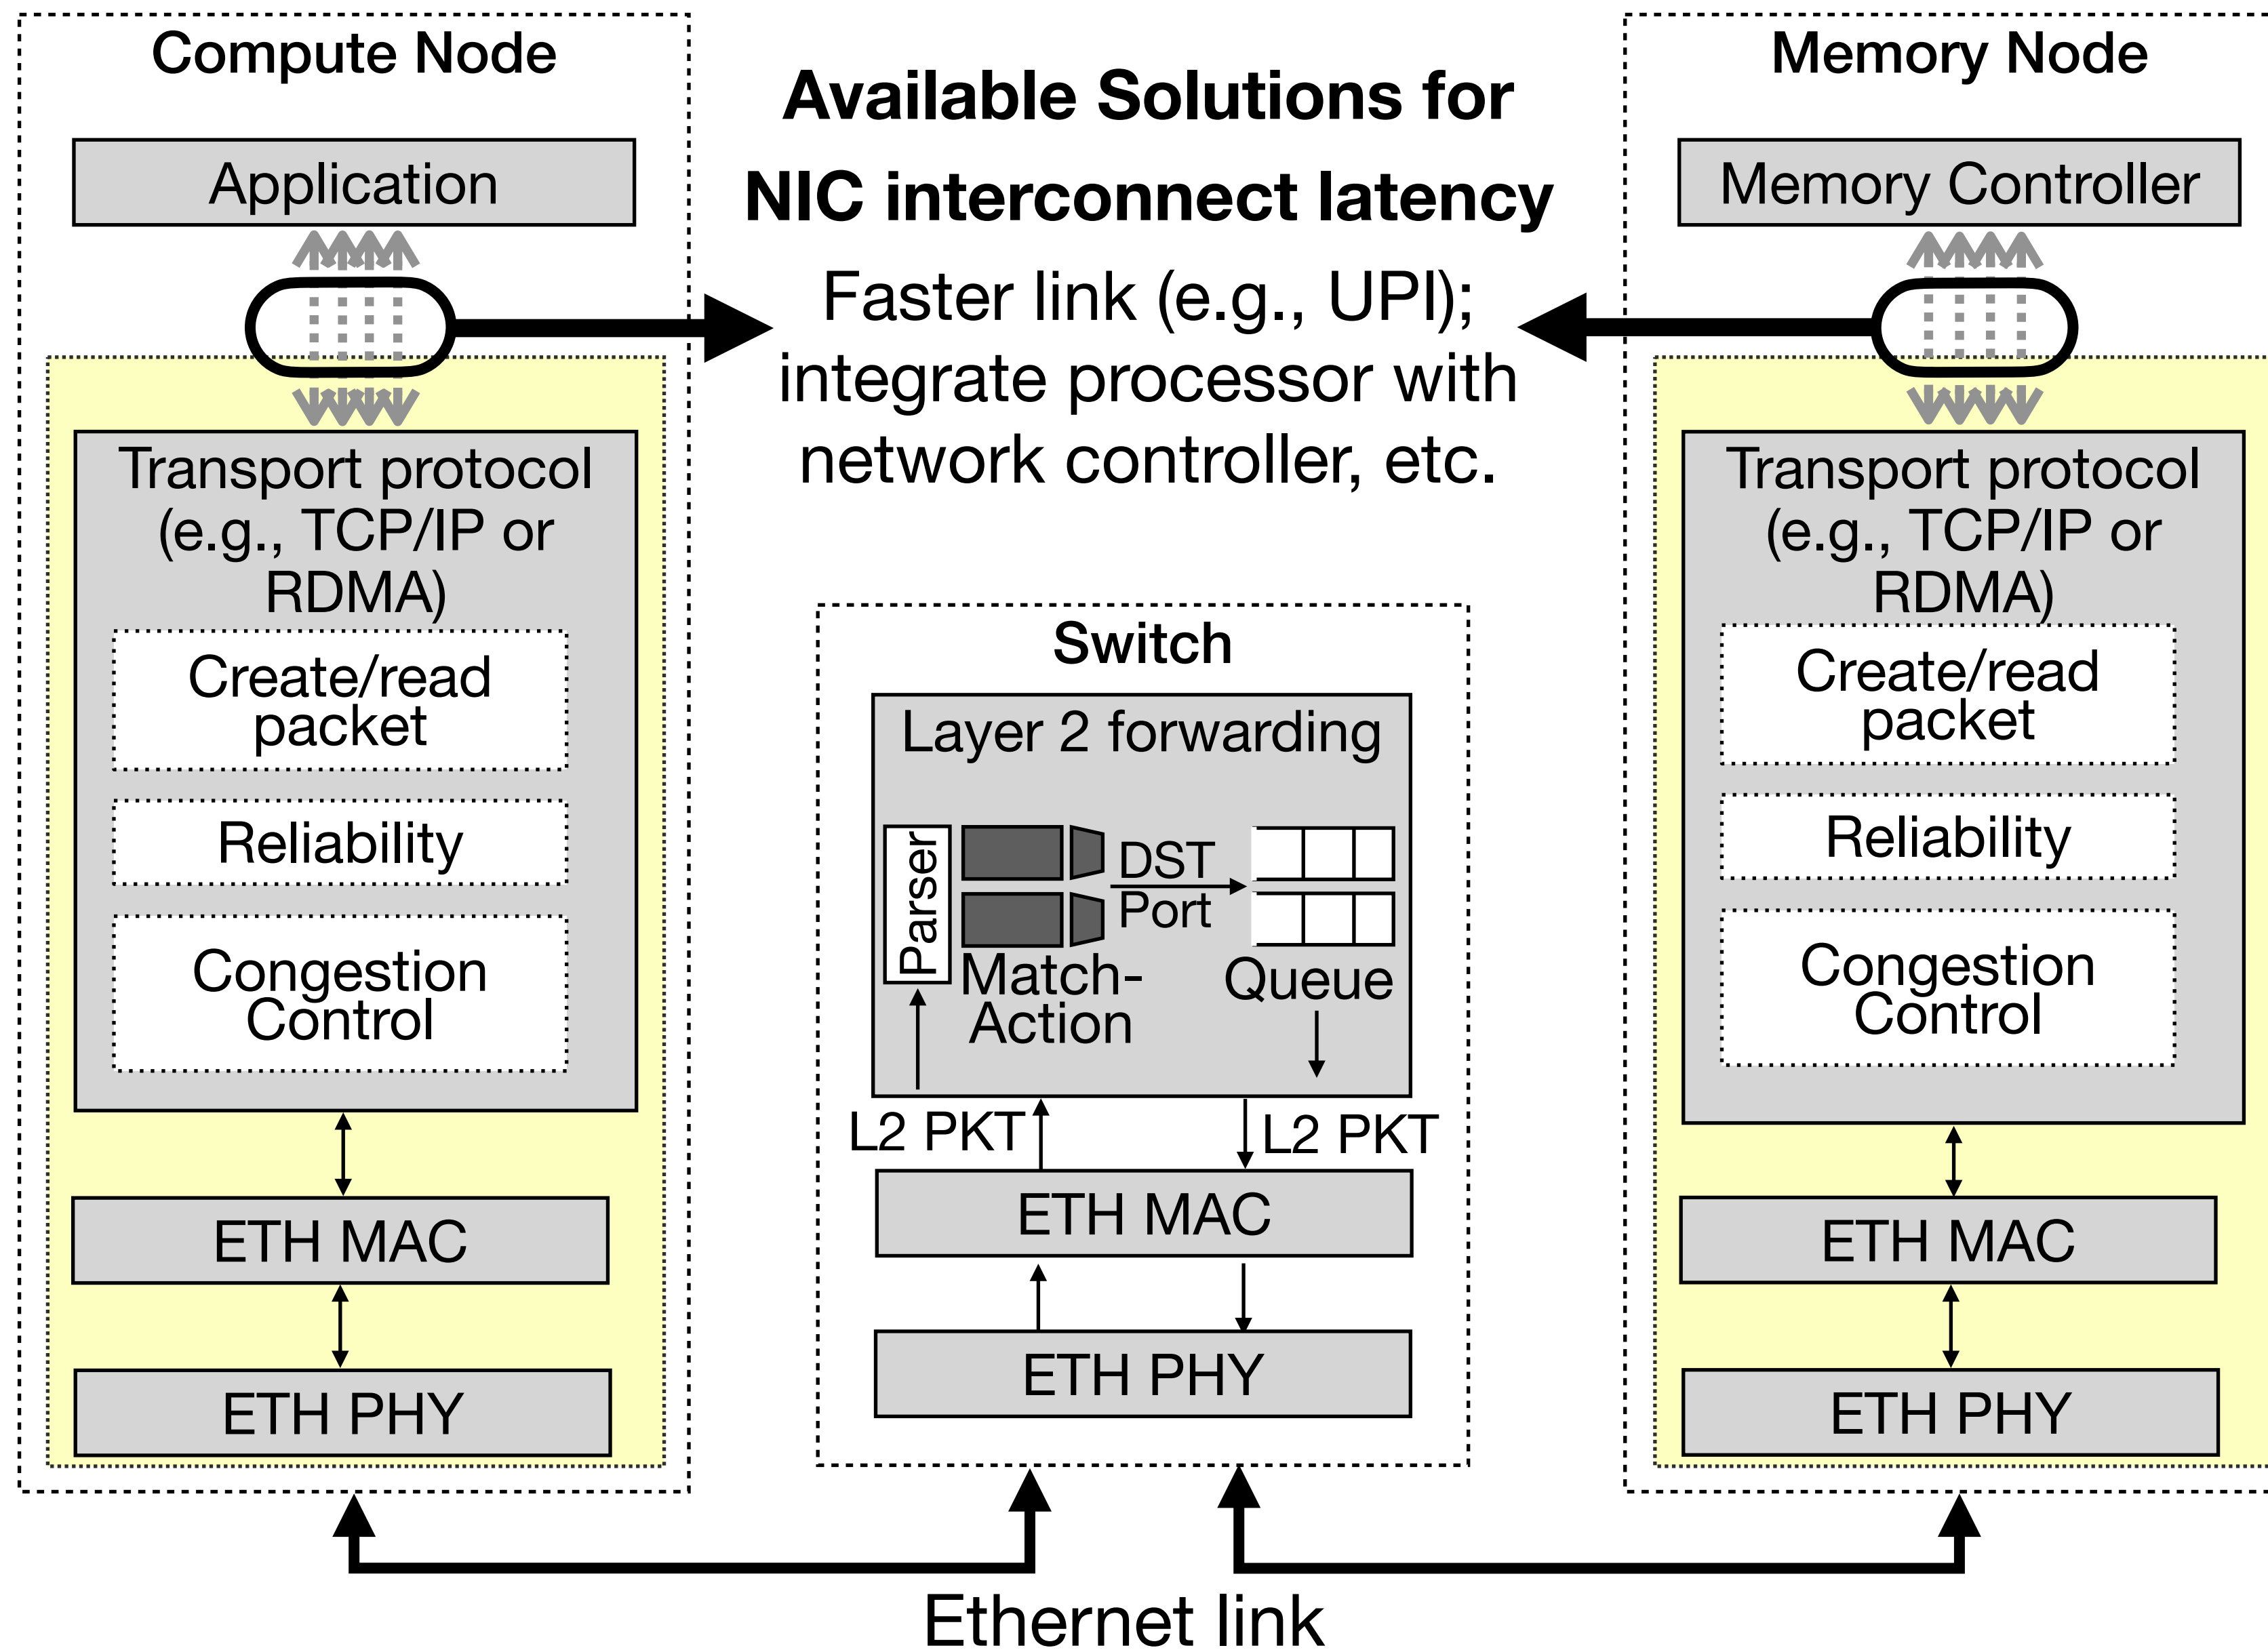 Compute Node
Application
Transport protocol
(e.g., TCP/IP or
RDMA)
Create/read
packet
Reliability
Congestion
Control
ETH MAC
ETH PHY
Available Solutions for
NIC interconnect latency
Faster link (e.g., UPI);
integrate processor with
network controller, etc.
Switch
Layer 2 forwarding
Parser
Match-
Action
DST
Port
Queue
L2 PKT
L2 PKT
ETH MAC
ETH PHY
Memory Node
Memory Controller
Transport protocol
(e.g., TCP/IP or
RDMA)
Create/read
packet
Reliability
Congestion
Control
ETH MAC
ETH PHY
Ethernet link